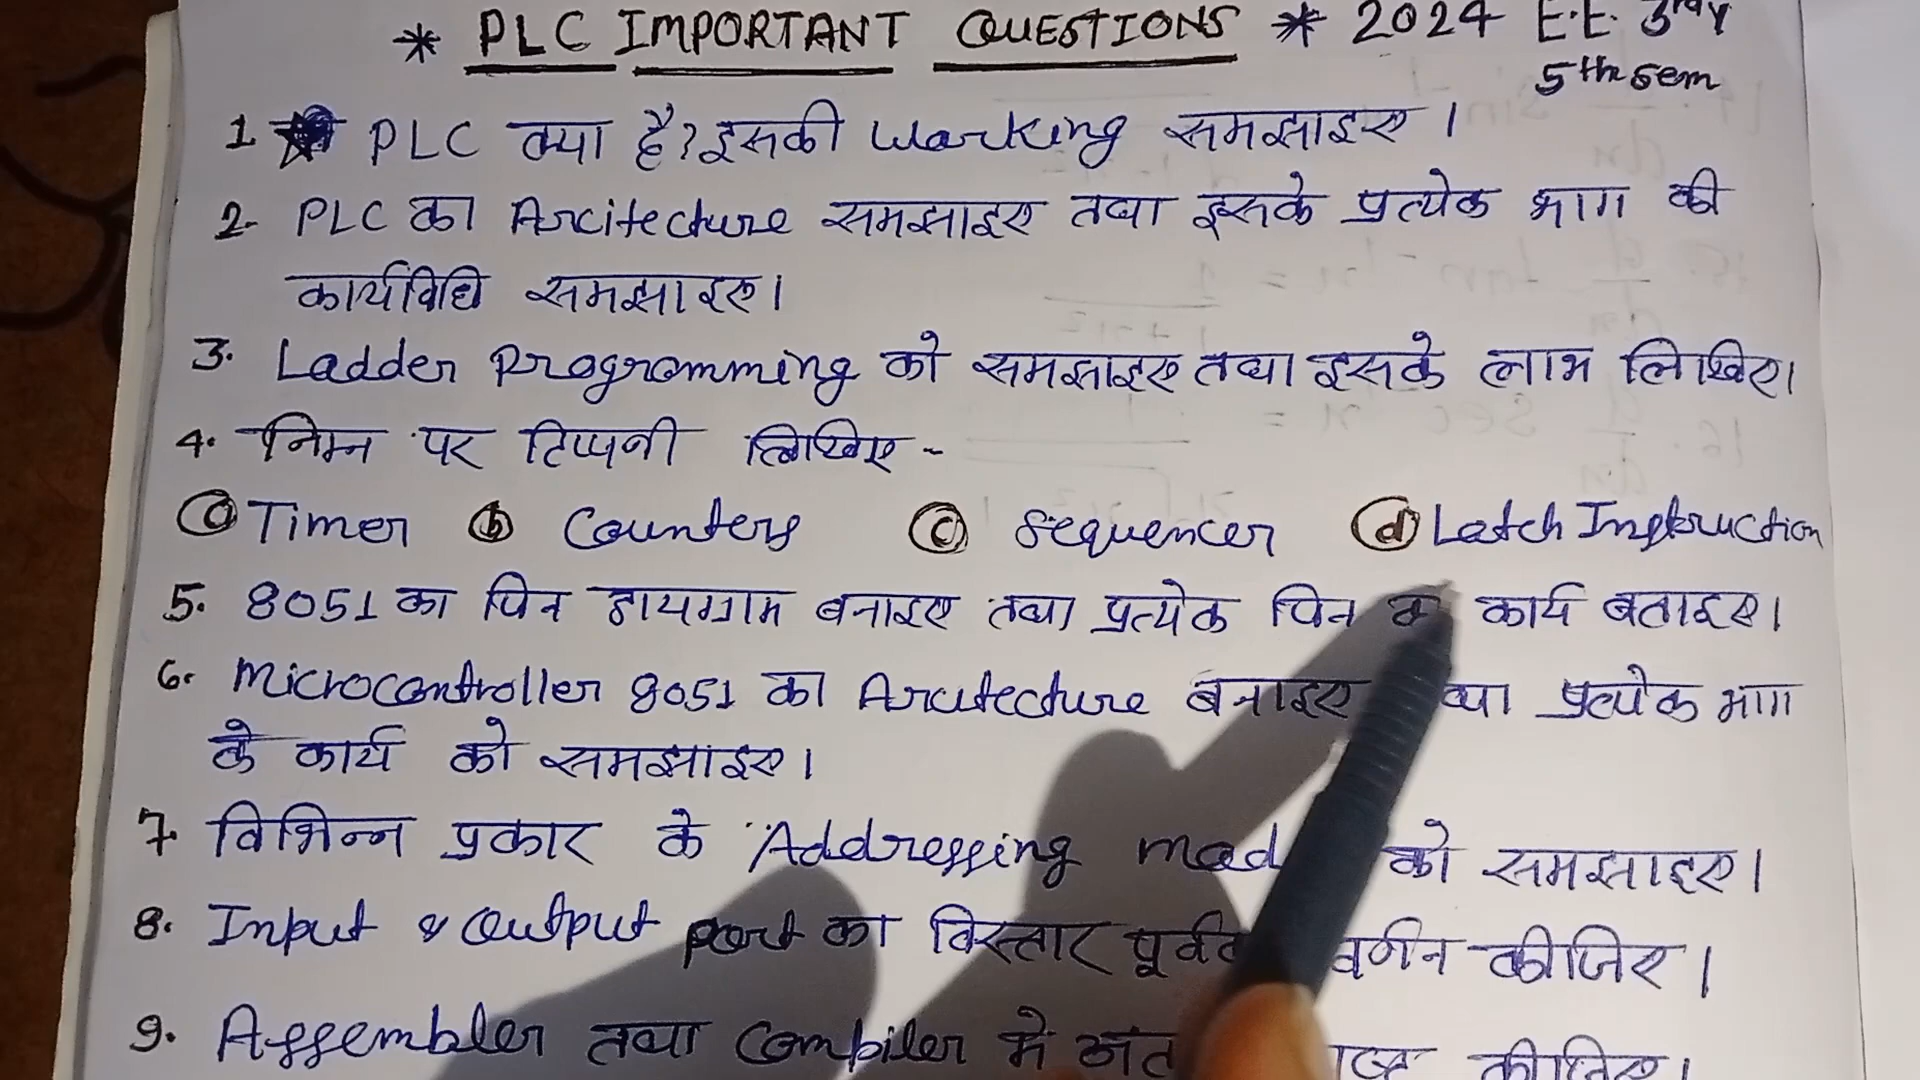 * PLC IMPORTANT QUESTIONS * 2024 E.E. 3rd Y
5th Sem
1 PLC क्या है? इसकी Working समझाइए ।
2- PLC का Arcitecture समझाइए तथा इसके प्रत्येक भाग की
कार्यविधि समझाइए।
3. Ladder Programming को समझाइए तथा इसके लाभ लिखिए।
4. निम्न पर टिप्पनी लिखिए -
ⓐ Timer ⓑ Counters ⓒ Sequencer ⓓ Latch Instruction
5. 8051 का पिन डायग्राम बनाइए तथा प्रत्येक पिन कार्य बताइए।
6. Microcontroller 8051 का Arcitecture बनाइए प्रत्येक भाग
के कार्य को समझाइए।
7. विभिन्न प्रकार के Addressing को समझाइए।
8. Input & Output port का विस्तार वर्णन कीजिए।
9. Assembler तथा Compiler मे कीजिए।